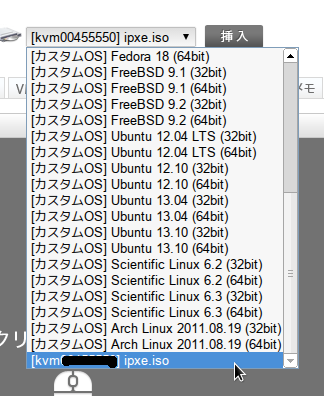 [kvm00455550] ipxe.iso
挿入
[カスタムOS] Fedora 18 (64bit)
[カスタムOS] FreeBSD 9.1 (32bit)
[カスタムOS] FreeBSD 9.1 (64bit)
[カスタムOS] FreeBSD 9.2 (32bit)
[カスタムOS] FreeBSD 9.2 (64bit)
[カスタムOS] Ubuntu 12.04 LTS (32bit)
[カスタムOS] Ubuntu 12.04 LTS (64bit)
[カスタムOS] Ubuntu 12.10 (32bit)
[カスタムOS] Ubuntu 12.10 (64bit)
[カスタムOS] Ubuntu 13.04 (32bit)
[カスタムOS] Ubuntu 13.04 (64bit)
[カスタムOS] Ubuntu 13.10 (32bit)
[カスタムOS] Ubuntu 13.10 (64bit)
[カスタムOS] Scientific Linux 6.2 (32bit)
[カスタムOS] Scientific Linux 6.2 (64bit)
[カスタムOS] Scientific Linux 6.3 (32bit)
[カスタムOS] Scientific Linux 6.3 (64bit)
[カスタムOS] Arch Linux 2011.08.19 (32bit)
[カスタムOS] Arch Linux 2011.08.19 (64bit)
[kvm ipxe.iso
メモ
クリ